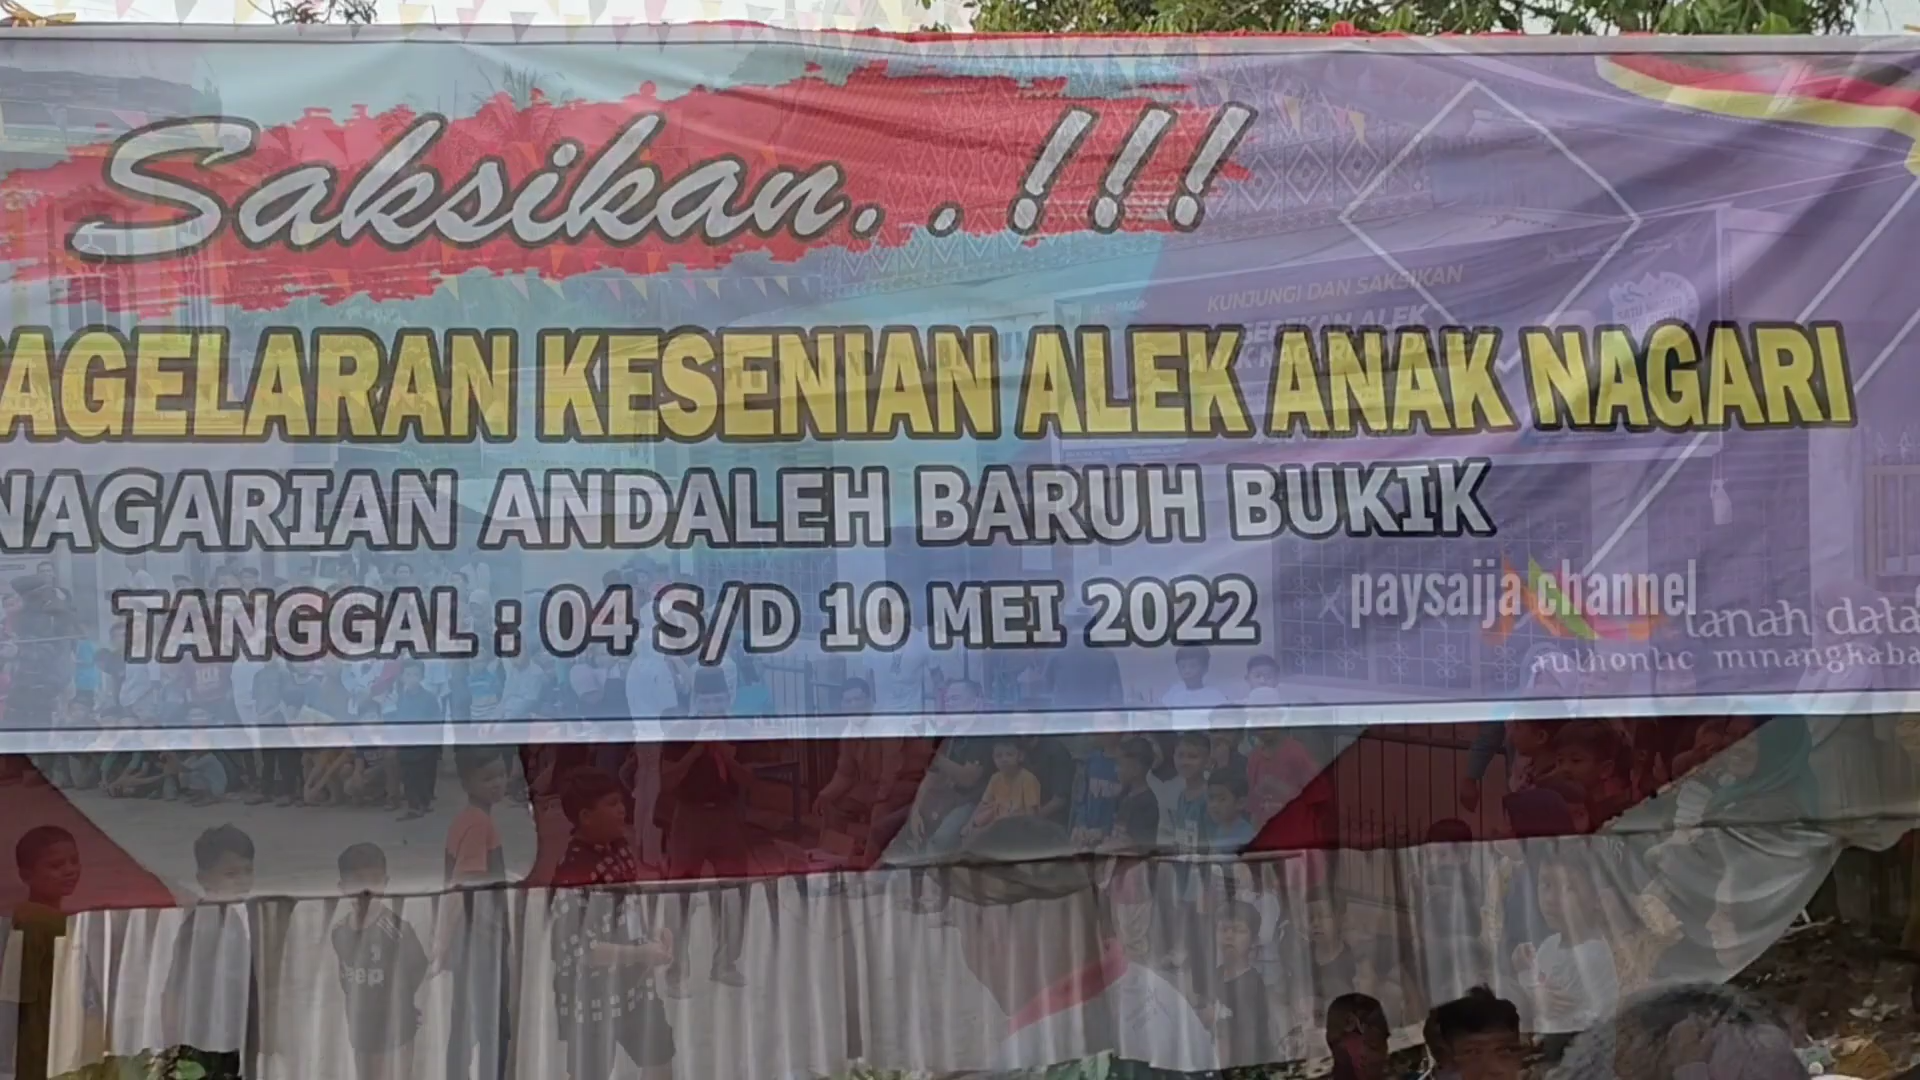 Saksikan. . !!!
AGELARAN KESENIAN ALEK ANAK NAGARI
NAGARIAN ANDALEH BARUH BUKIK
TANGGAL : 04 S/D 10 MEI 2022
KUNJUNGI DAN SAKSIKAN
paysaija channel
tanah data
authentic minangkaba